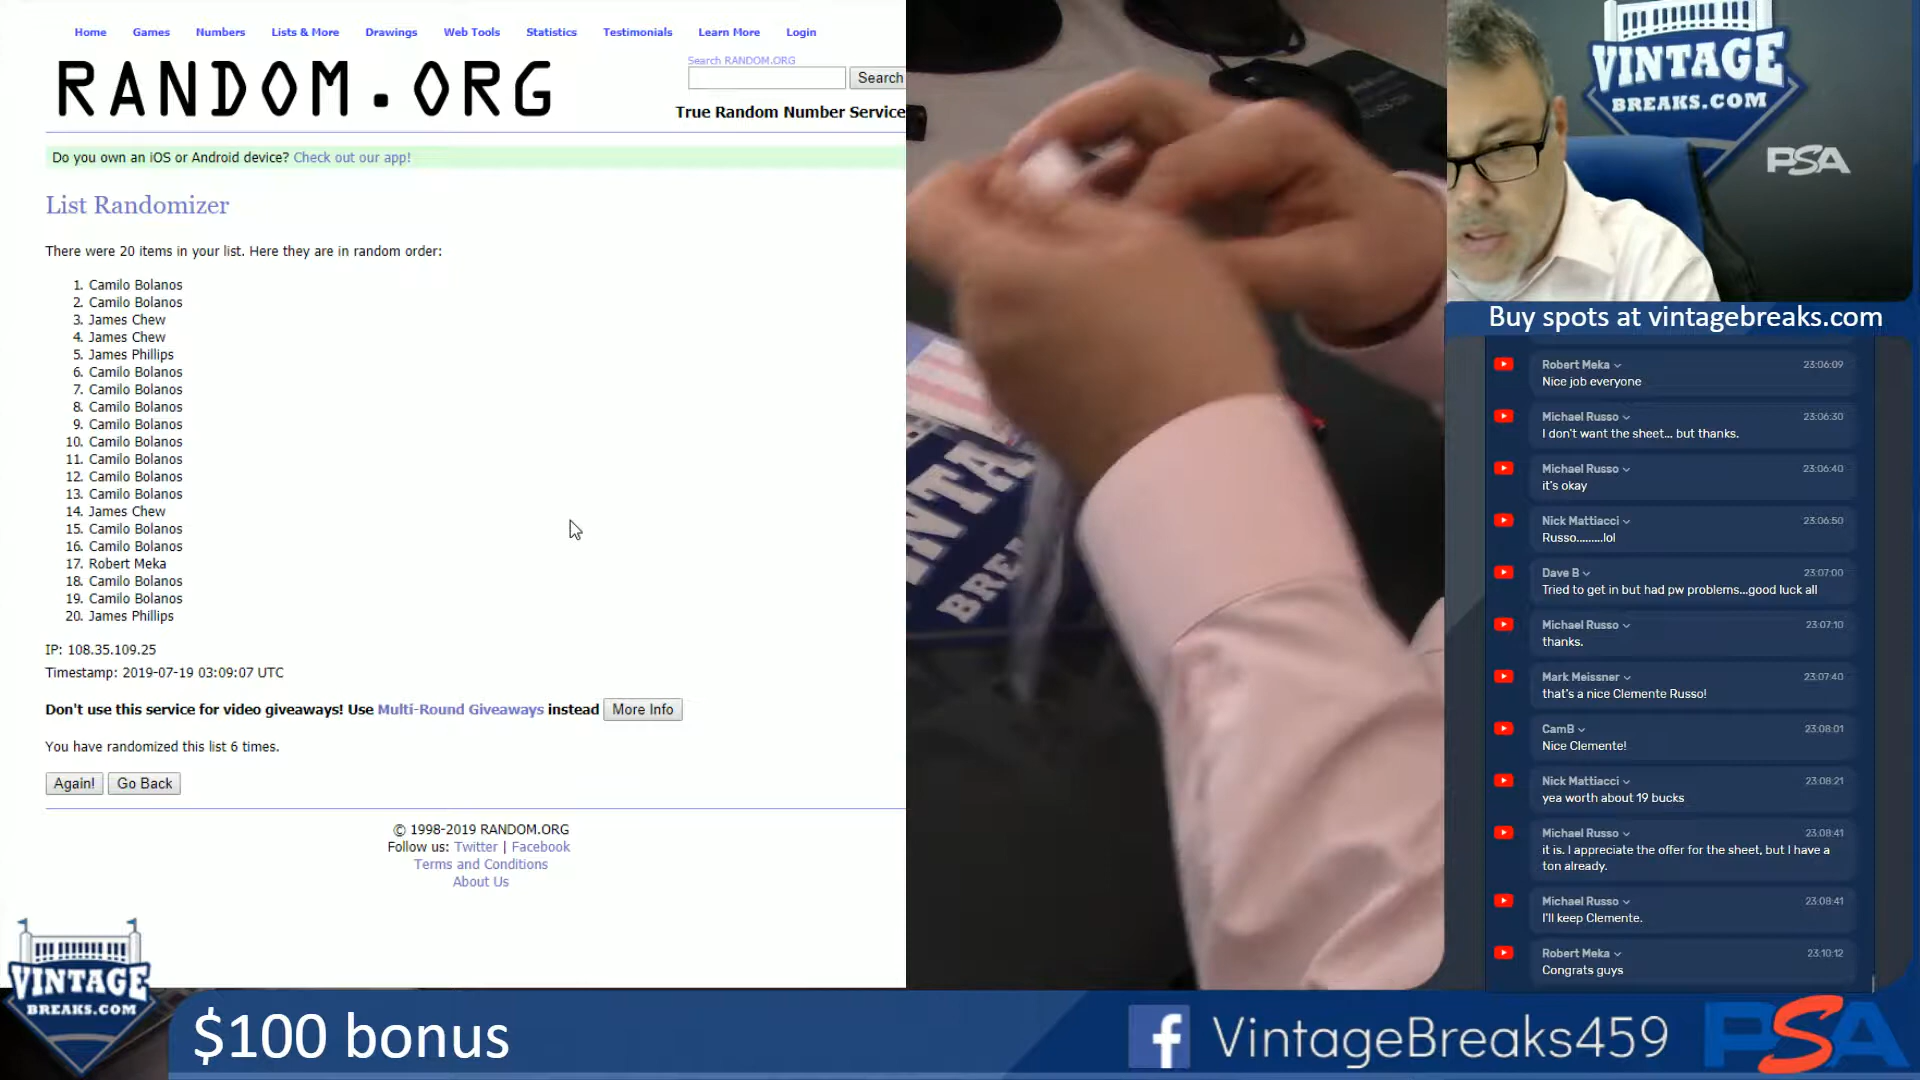 Home Games Numbers Lists & More Drawings Web Tools Statistics Testimonials Learn More Login
RANDOM.ORG
Search RANDOM.ORG
Search
True Random Number Service
Do you own an iOS or Android device? Check out our app!
List Randomizer
There were 20 items in your list. Here they are in random order:
1. Camilo Bolanos
2. Camilo Bolanos
3. James Chew
4. James Chew
5. James Phillips
6. Camilo Bolanos
7. Camilo Bolanos
8. Camilo Bolanos
9. Camilo Bolanos
10. Camilo Bolanos
11. Camilo Bolanos
12. Camilo Bolanos
13. Camilo Bolanos
14. James Chew
15. Camilo Bolanos
16. Camilo Bolanos
17. Robert Meka
18. Camilo Bolanos
19. Camilo Bolanos
20. James Phillips
IP: 108.35.109.25
Timestamp: 2019-07-19 03:09:07 UTC
Don't use this service for video giveaways! Use Multi-Round Giveaways instead More Info
You have randomized this list 6 times.
Again! Go Back
© 1998-2019 RANDOM.ORG
Follow us: Twitter | Facebook
Terms and Conditions
About Us
VINTAGE
BREAKS.COM
PSA
Buy spots at vintagebreaks.com
Robert Meka 23:06:09
Nice job everyone
Michael Russo 23:06:30
I don't want the sheet... but thanks.
Michael Russo 23:06:40
it's okay
Nick Mattiacci 23:06:50
Russo.........lol
Dave B 23:07:00
Tried to get in but had pw problems...good luck all
Michael Russo 23:07:10
thanks.
Mark Meissner 23:07:40
that's a nice Clemente Russo!
CamB 23:08:01
Nice Clemente!
Nick Mattiacci 23:08:21
yea worth about 19 bucks
Michael Russo 23:08:41
it is. I appreciate the offer for the sheet, but I have a
ton already.
Michael Russo 23:08:41
I'll keep Clemente.
Robert Meka 23:10:12
Congrats guys
VINTAGE
BREAKS.COM
$100 bonus
f VintageBreaks459
PSA